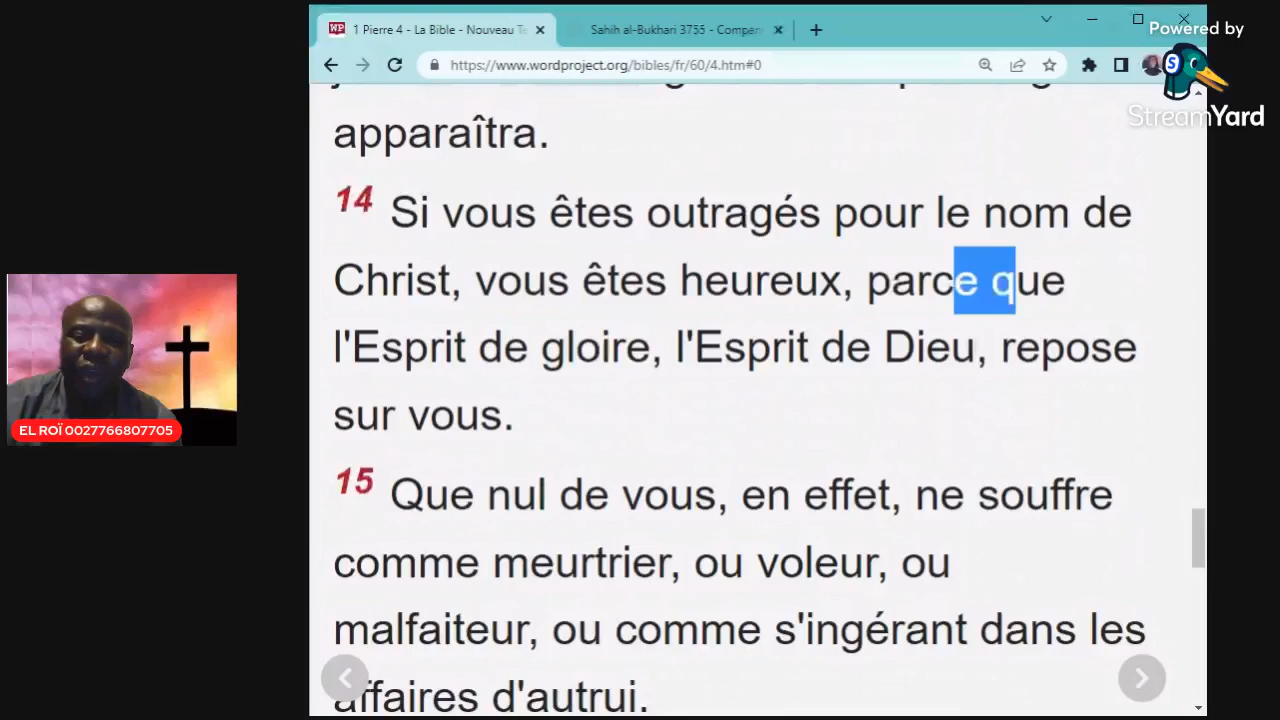 1 Pierre 4 - La Bible - Nouveau Te
Sahih al-Bukhari 3755 - Compan
Powered by
StreamYard
https://www.wordproject.org/bibles/fr/60/4.htm#0
apparaîtra.
14 Si vous êtes outragés pour le nom de
Christ, vous êtes heureux, parce que
l'Esprit de gloire, l'Esprit de Dieu, repose
sur vous.
15 Que nul de vous, en effet, ne souffre
comme meurtrier, ou voleur, ou
malfaiteur, ou comme s'ingérant dans les
affaires d'autrui.
EL ROÏ 0027766807705